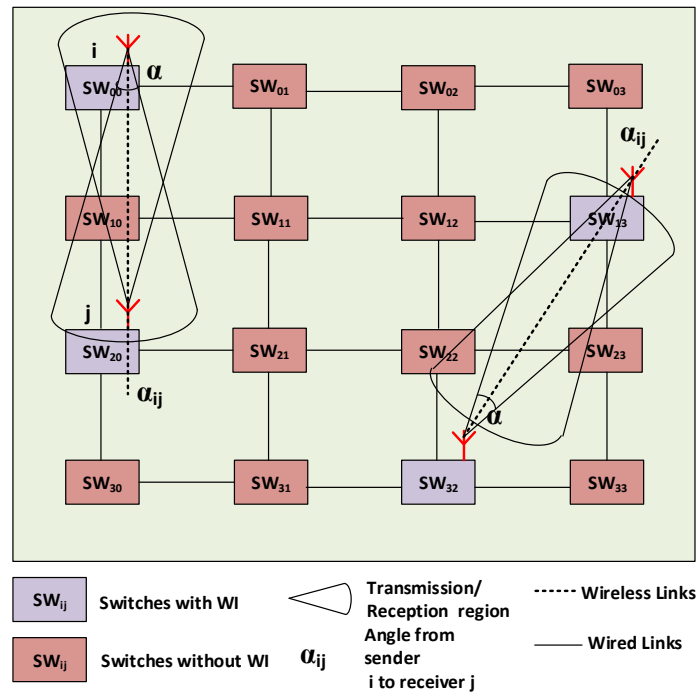 i
α
SW00
SW01
SW02
SW03
αij
SW10
SW11
SW12
SW13
j
SW20
SW21
SW22
SW23
αij
α
SW30
SW31
SW32
SW33
SWij
Switches with WI
Transmission/
Reception region
Wireless Links
SWij
Switches without WI
αij
Angle from
sender
i to receiver j
Wired Links